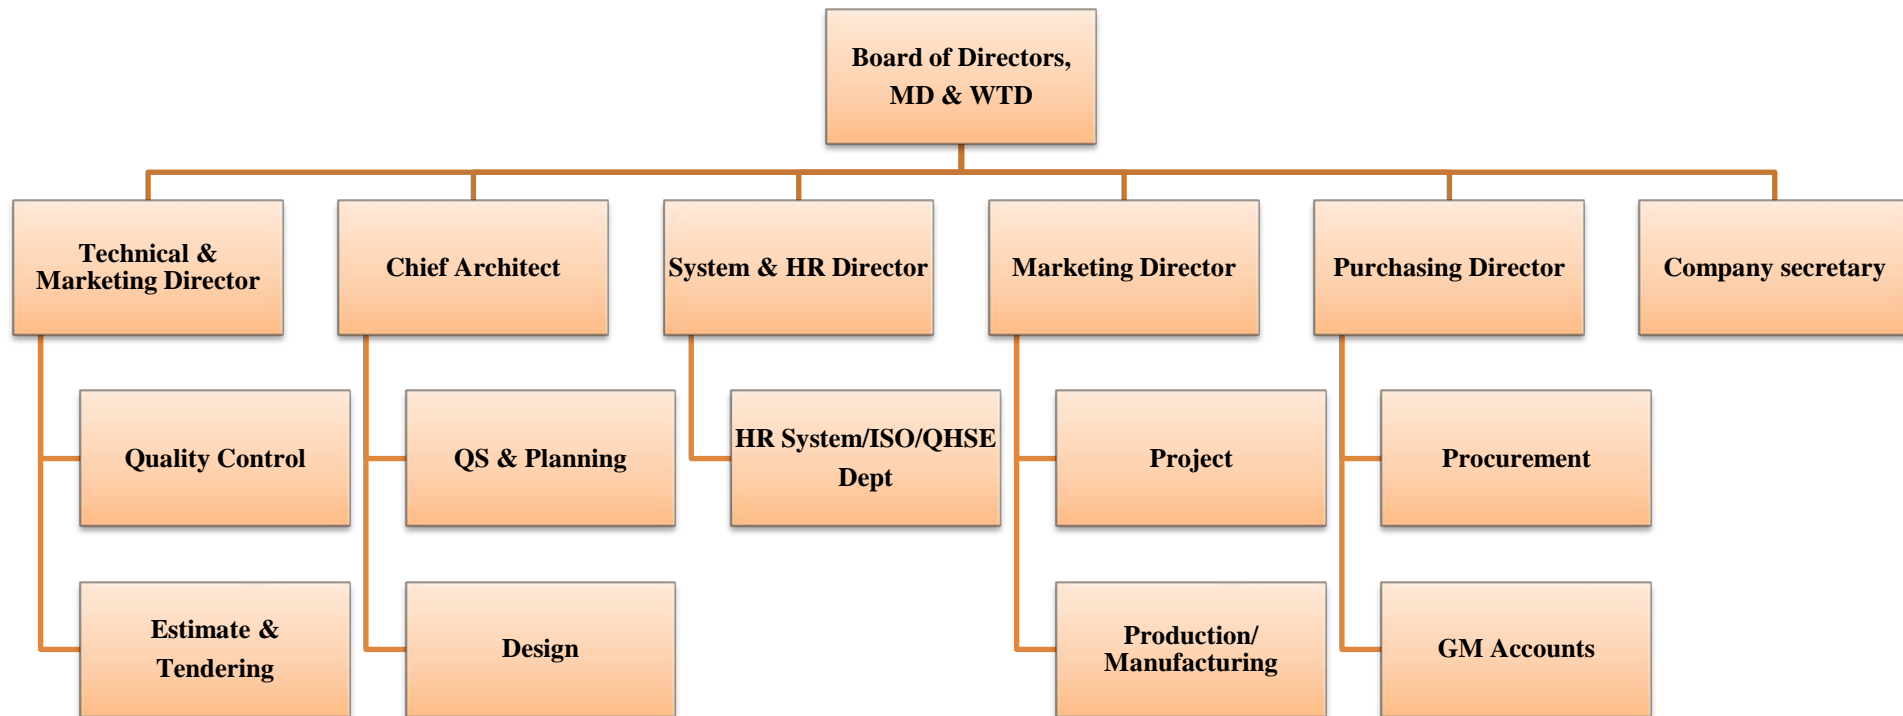 Board of Directors,
MD & WTD
Technical &
Marketing Director
Chief Architect
System & HR Director
Marketing Director
Purchasing Director
Company secretary
Quality Control
QS & Planning
HR System/ISO/QHSE
Dept
Project
Procurement
Estimate &
Tendering
Design
Production/
Manufacturing
GM Accounts